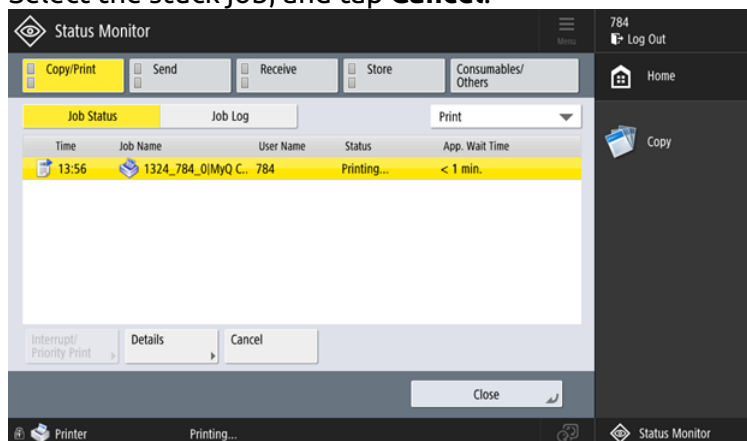 Select the stuck job, and tap Cancel.
Status Monitor
Menu
784
Log Out
Copy/Print
Send
Receive
Store
Consumables/
Others
Home
Job Status
Job Log
Print
Copy
Time
Job Name
User Name
Status
App. Wait Time
13:56
1324_784_0|MyQ C..
784
Printing...
< 1 min.
Interrupt/
Priority Print
Details
Cancel
Close
Printer
Printing...
Status Monitor